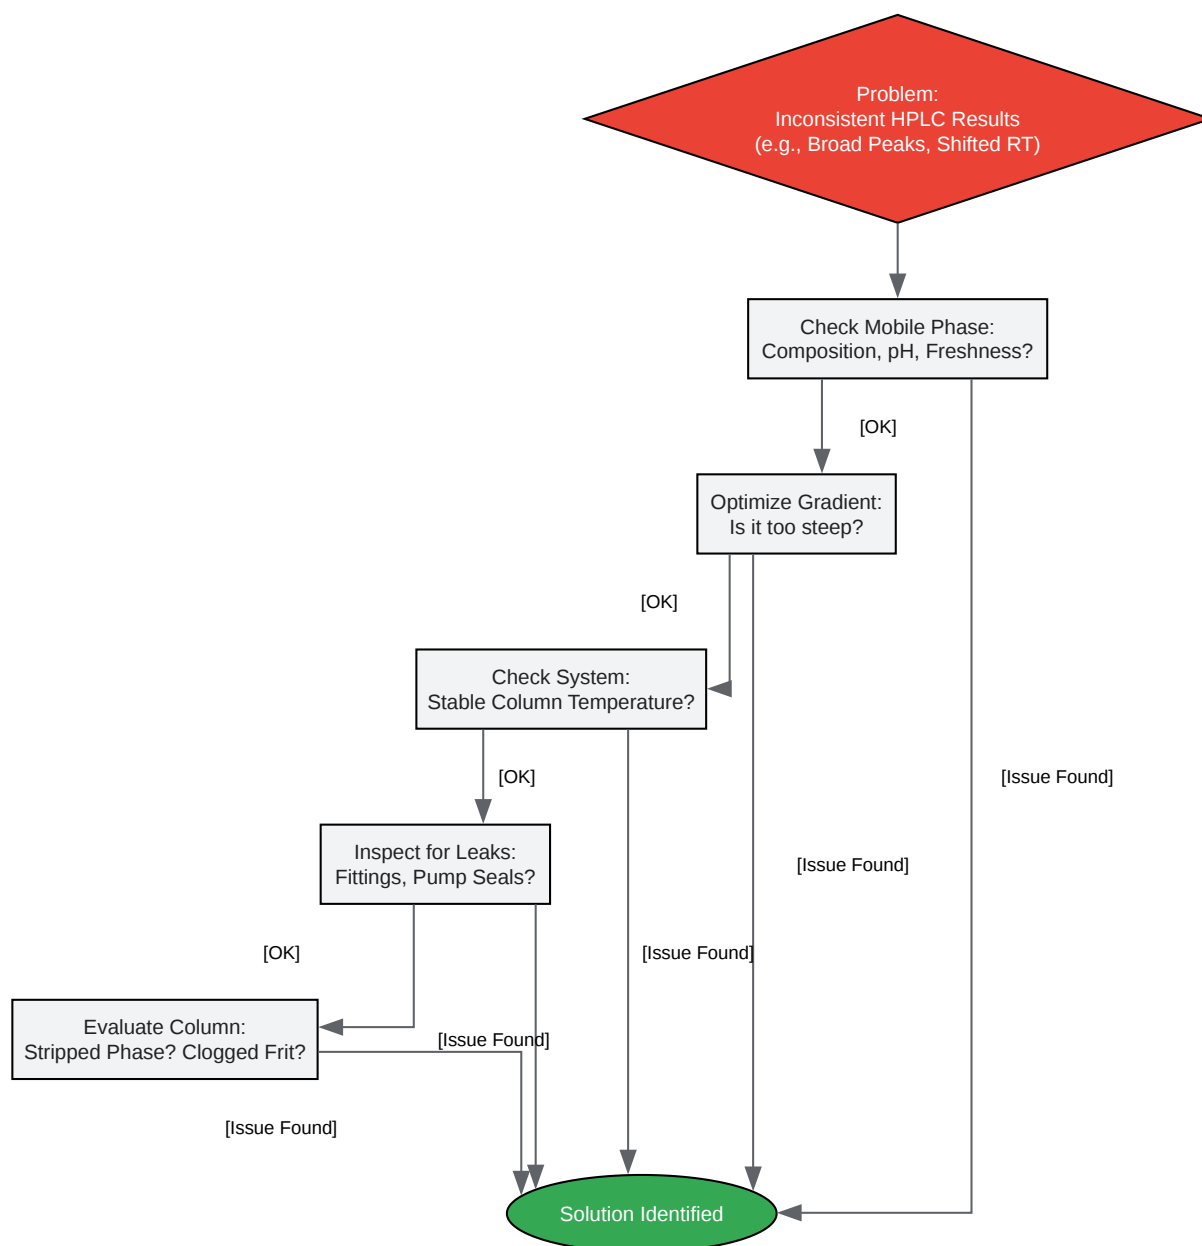 Problem:
Inconsistent HPLC Results
(e.g., Broad Peaks, Shifted RT)
Check Mobile Phase:
Composition, pH, Freshness?
[OK]
Optimize Gradient:
Is it too steep?
[OK]
Check System:
Stable Column Temperature?
[OK]
[Issue Found]
Inspect for Leaks:
Fittings, Pump Seals?
[Issue Found]
[OK]
[Issue Found]
Evaluate Column:
Stripped Phase? Clogged Frit?
[Issue Found]
[Issue Found]
Solution Identified